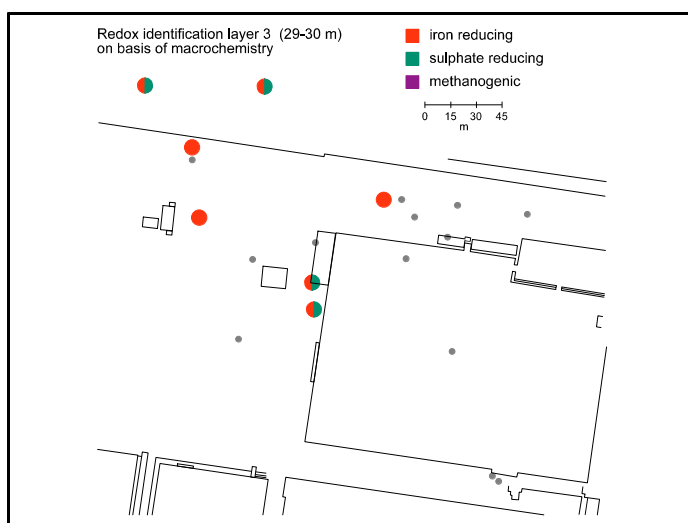 Redox identification layer 3 (29-30 m)
on basis of macrochemistry
iron reducing
sulphate reducing
methanogenic
0 15 30 45
m